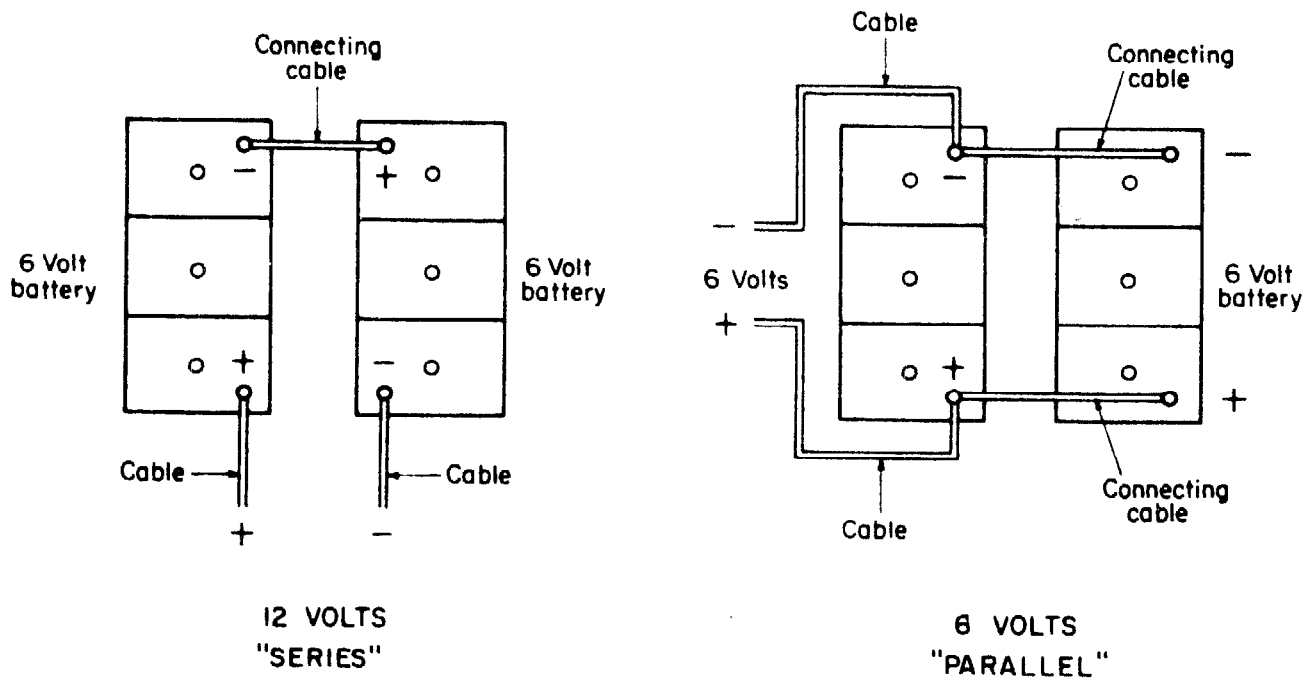 Connecting
cable
−
+
6 Volt
battery
6 Volt
battery
+
−
Cable
Cable
+
−
12 VOLTS
"SERIES"
Cable
Connecting
cable
−
−
−
6 Volts
+
6 Volt
battery
+
+
Connecting
cable
Cable
6 VOLTS
"PARALLEL"